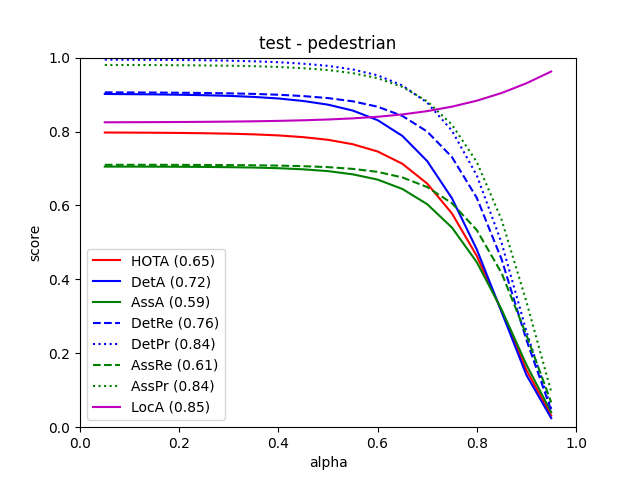 test - pedestrian
1.0
0.8
0.6
0.4
0.2
0.0
score
HOTA (0.65)
DetA (0.72)
AssA (0.59)
DetRe (0.76)
DetPr (0.84)
AssRe (0.61)
AssPr (0.84)
LocA (0.85)
0.0 0.2 0.4 0.6 0.8 1.0
alpha